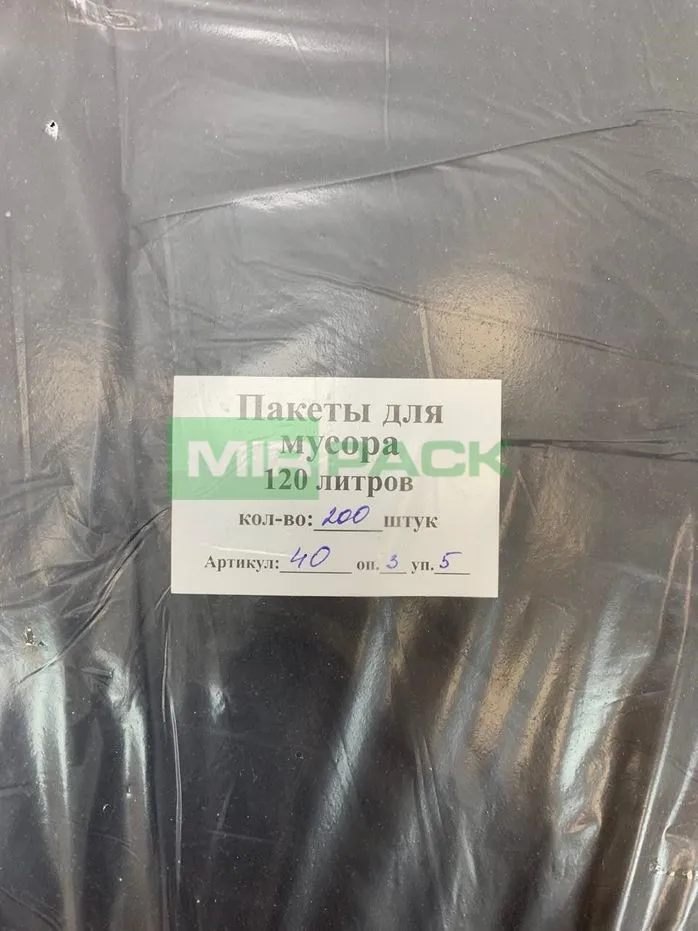 Пакеты для
мусора
MIRPACK
120 литров
кол-во: 200 штук
Артикул: 40 оп. 3 уп. 5